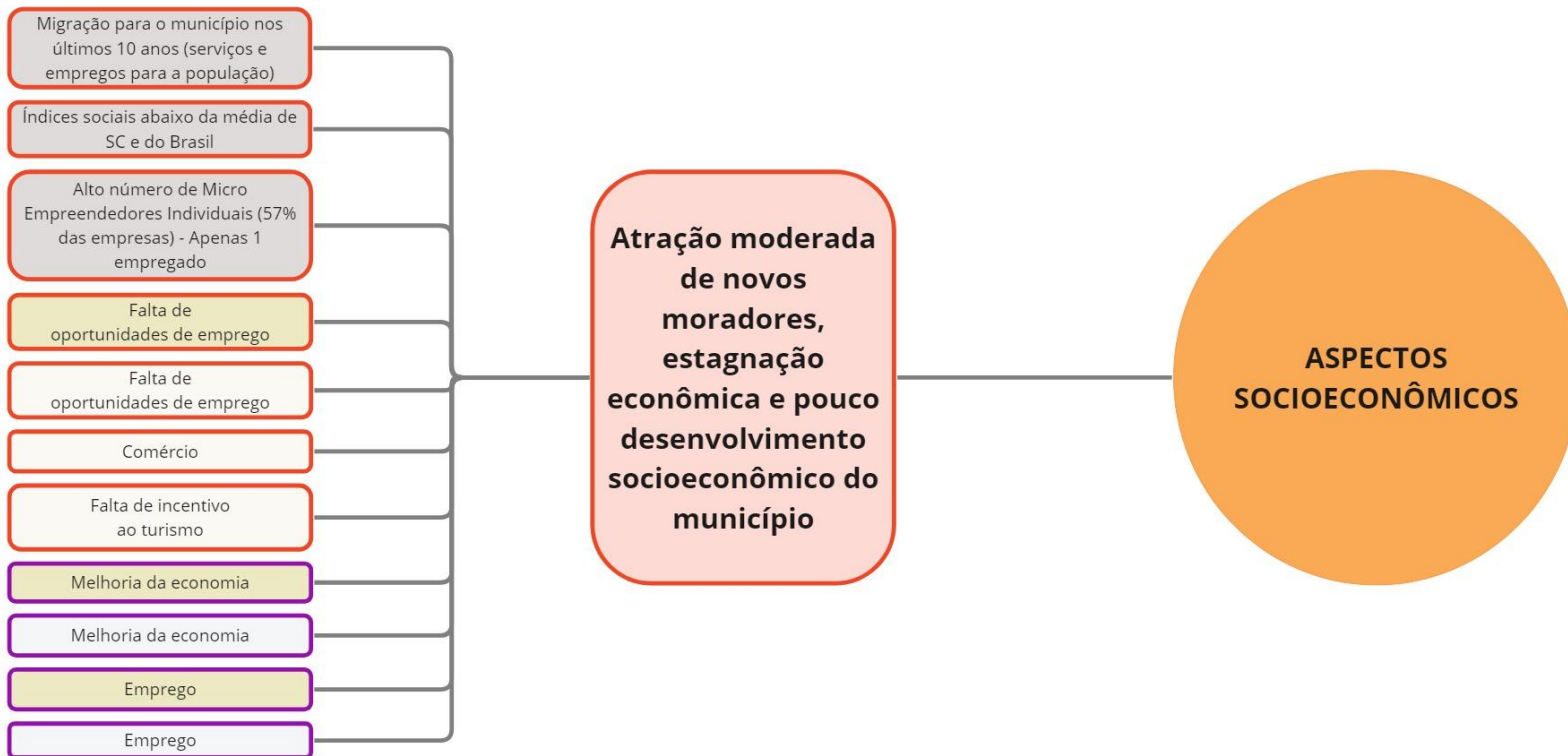 Migração para o município nos
últimos 10 anos (serviços e
empregos para a população)
Índices sociais abaixo da média de
SC e do Brasil
Alto número de Micro
Empreendedores Individuais (57%
das empresas) - Apenas 1
empregado
Falta de
oportunidades de emprego
Falta de
oportunidades de emprego
Comércio
Falta de incentivo
ao turismo
Melhoria da economia
Melhoria da economia
Emprego
Emprego
Atração moderada
de novos
moradores,
estagnação
econômica e pouco
desenvolvimento
socioeconômico do
município
ASPECTOS
SOCIOECONÔMICOS